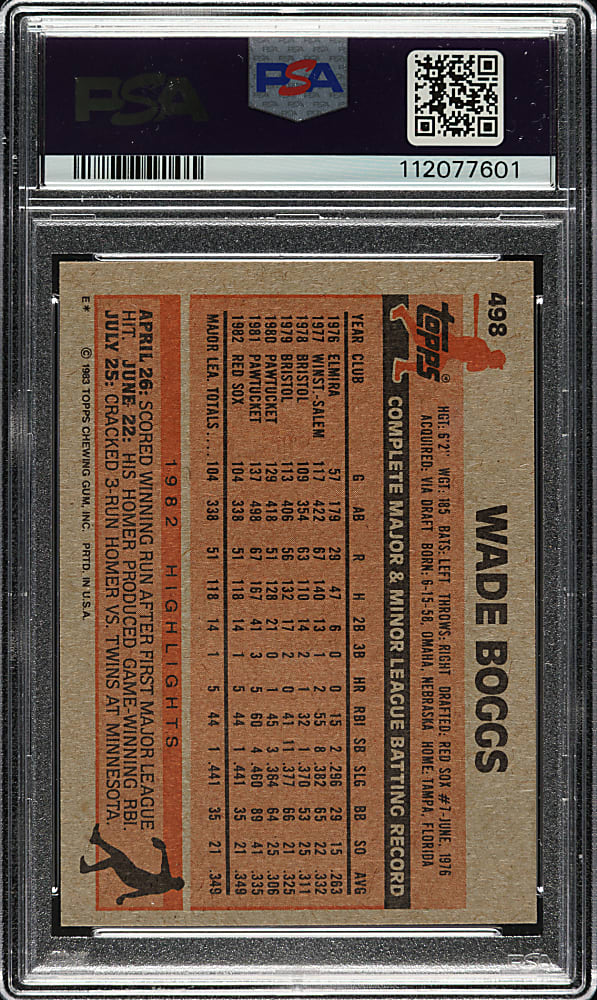 PSA
PSA
112077601
498
WADE BOGGS
topps®
HGT: 6'2" WGT: 185 BATS: LEFT THROWS: RIGHT DRAFTED: RED SOX #7-JUNE, 1976
ACQUIRED: VIA DRAFT BORN: 6-15-58, OMAHA, NEBRASKA HOME: TAMPA, FLORIDA
COMPLETE MAJOR & MINOR LEAGUE BATTING RECORD
YEAR CLUB G AB R H 2B 3B HR RBI SB SLG BB SO AVG
1976 ELMIRA 57 179 29 47 6 0 0 15 2 .296 29 15 .263
1977 WINST.-SALEM 117 422 67 140 13 1 2 55 8 .382 65 22 .332
1978 BRISTOL 109 354 63 110 14 2 1 32 1 .370 53 25 .311
1979 BRISTOL 113 406 56 132 17 2 0 41 11 .377 66 21 .325
1980 PAWTUCKET 129 418 51 128 21 0 1 45 3 .364 64 25 .306
1981 PAWTUCKET 137 498 67 167 41 3 5 60 4 .460 89 41 .335
1982 RED SOX 104 338 51 118 14 1 5 44 1 .441 35 21 .349
MAJOR LEA. TOTALS .... 104 338 51 118 14 1 5 44 1 .441 35 21 .349
1982 HIGHLIGHTS
APRIL 26: SCORED WINNING RUN AFTER FIRST MAJOR LEAGUE
HIT. JUNE 22: HIS HOMER PRODUCED GAME-WINNING RBI.
JULY 25: CRACKED 3-RUN HOMER VS. TWINS AT MINNESOTA.
E* © 1983 TOPPS CHEWING GUM, INC. PRTD. IN U.S.A.
PSA